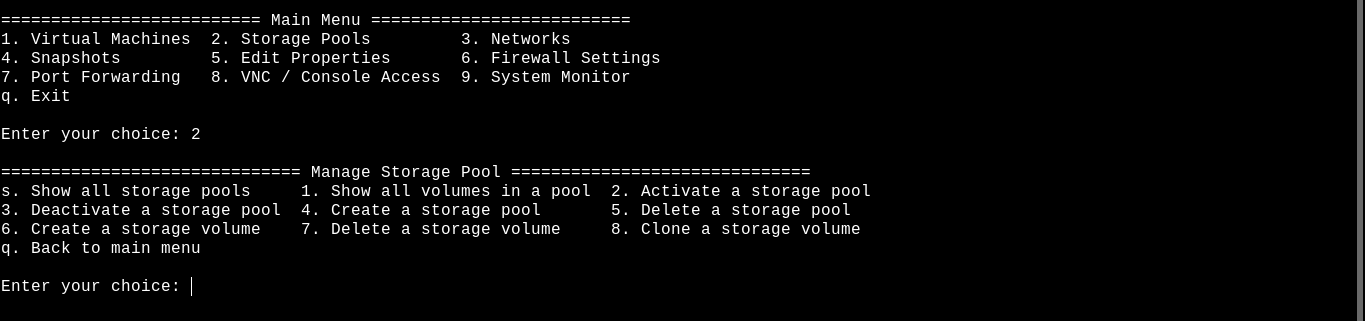 ========================== Main Menu ==========================
1. Virtual Machines  2. Storage Pools         3. Networks
4. Snapshots         5. Edit Properties       6. Firewall Settings
7. Port Forwarding   8. VNC / Console Access  9. System Monitor
q. Exit
Enter your choice: 2
============================== Manage Storage Pool ==============================
s. Show all storage pools     1. Show all volumes in a pool  2. Activate a storage pool
3. Deactivate a storage pool  4. Create a storage pool       5. Delete a storage pool
6. Create a storage volume    7. Delete a storage volume     8. Clone a storage volume
q. Back to main menu
Enter your choice: